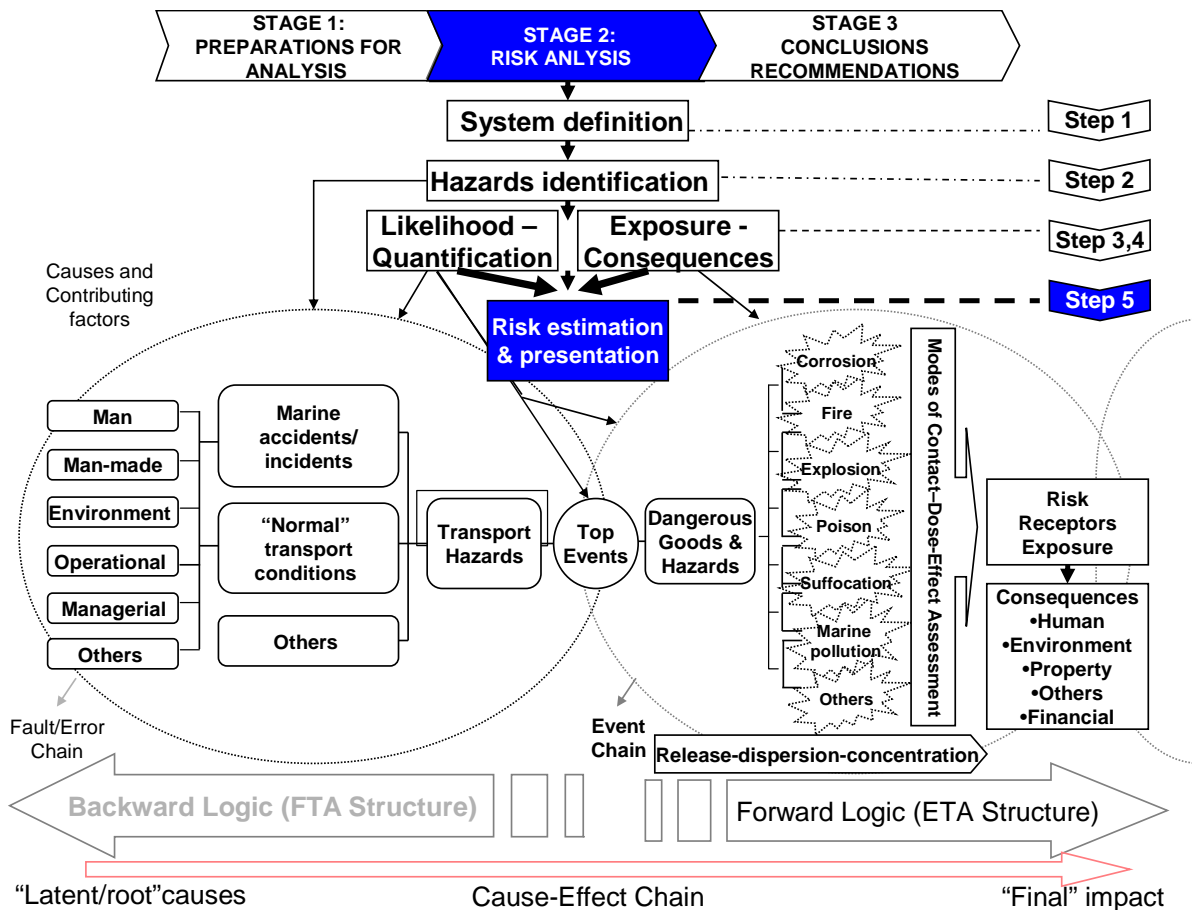 STAGE 1:
PREPARATIONS FOR
ANALYSIS
STAGE 2:
RISK ANLYSIS
STAGE 3
CONCLUSIONS
RECOMMENDATIONS
System definition
Step 1
Hazards identification
Step 2
Likelihood –
Quantification
Exposure -
Consequences
Step 3,4
Causes and
Contributing
factors
Risk estimation
& presentation
Step 5
Man
Man-made
Environment
Operational
Managerial
Others
Marine
accidents/
incidents
“Normal”
transport
conditions
Others
Transport
Hazards
Top
Events
Dangerous
Goods &
Hazards
Corrosion
Fire
Explosion
Poison
Suffocation
Marine
pollution
Others
Modes of Contact–Dose-Effect Assessment
Risk
Receptors
Exposure
Consequences
•Human
•Environment
•Property
•Others
•Financial
Fault/Error
Chain
Event
Chain
Release-dispersion-concentration
Backward Logic (FTA Structure)
Forward Logic (ETA Structure)
“Latent/root”causes
Cause-Effect Chain
“Final” impact